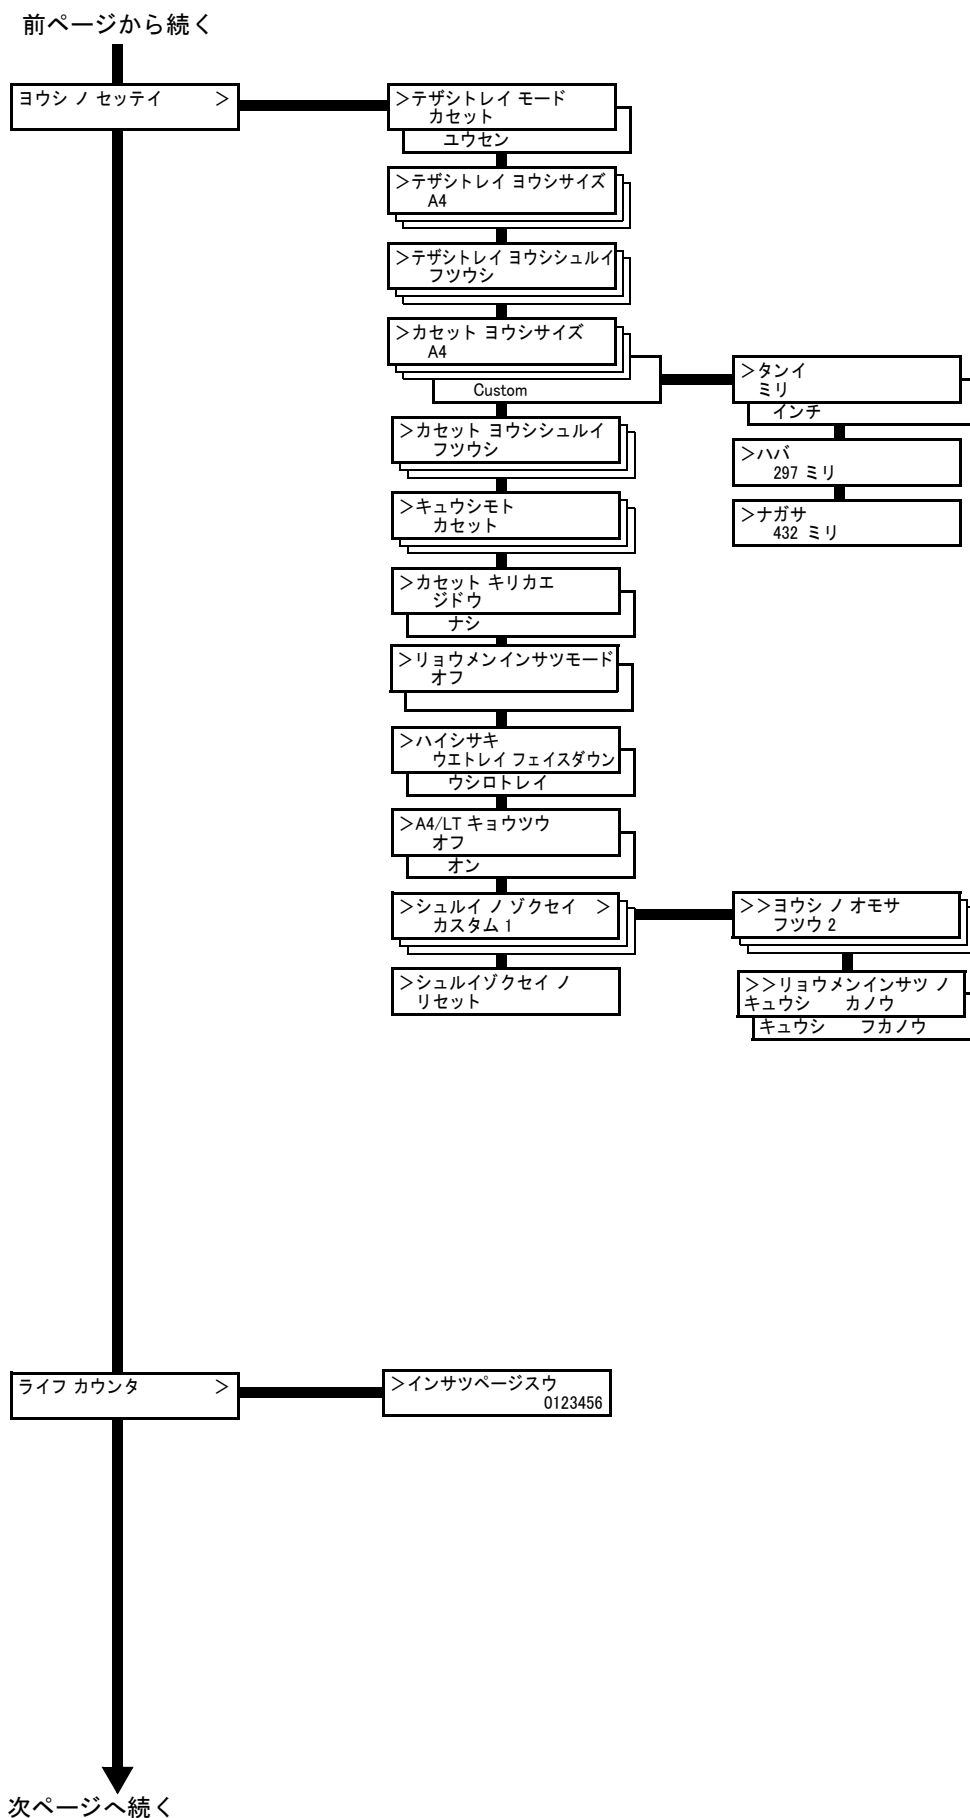 前ページから続く
ヨウシ ノ セッテイ ＞
＞テザシトレイ モード
カセット
ユウセン
＞テザシトレイ ヨウシサイズ
A4
＞テザシトレイ ヨウシシュルイ
フツウシ
＞カセット ヨウシサイズ
A4
Custom
＞タンイ
ミリ
インチ
＞ハバ
297 ミリ
＞ナガサ
432 ミリ
＞カセット ヨウシシュルイ
フツウシ
＞キュウシモト
カセット
＞カセット キリカエ
ジドウ
ナシ
＞リョウメンインサツモード
オフ
＞ハイシサキ
ウエトレイ フェイスダウン
ウシロトレイ
＞A4/LT キョウツウ
オフ
オン
＞シュルイ ノ ゾクセイ ＞
カスタム 1
＞＞ヨウシ ノ オモサ
フツウ 2
＞＞リョウメンインサツ ノ
キュウシ カノウ
キュウシ フカノウ
＞シュルイゾクセイ ノ
リセット
ライフ カウンタ ＞
＞インサツページスウ
0123456
次ページへ続く